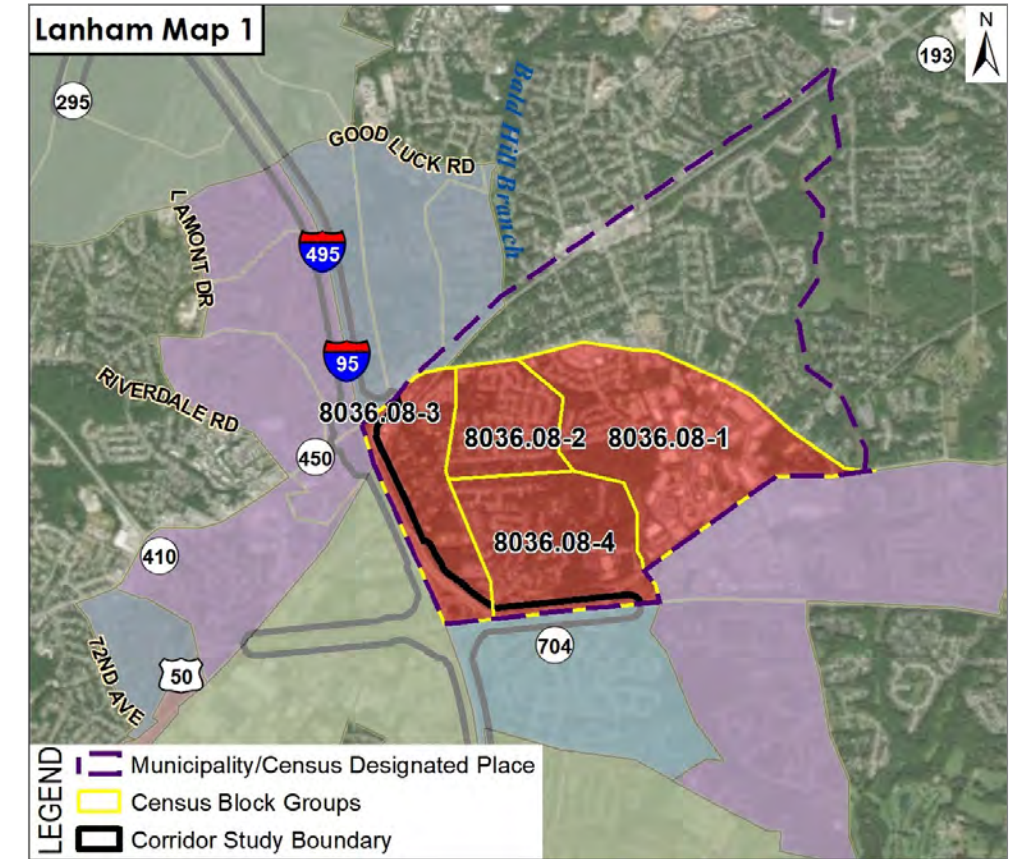 Lanham Map 1
N
193
295
GOOD LUCK RD
Bald Hill Branch
LAMONT DR
495
95
RIVERDALE RD
8036.08-3
8036.08-2
8036.08-1
450
8036.08-4
410
704
72ND AVE
50
LEGEND
Municipality/Census Designated Place
Census Block Groups
Corridor Study Boundary